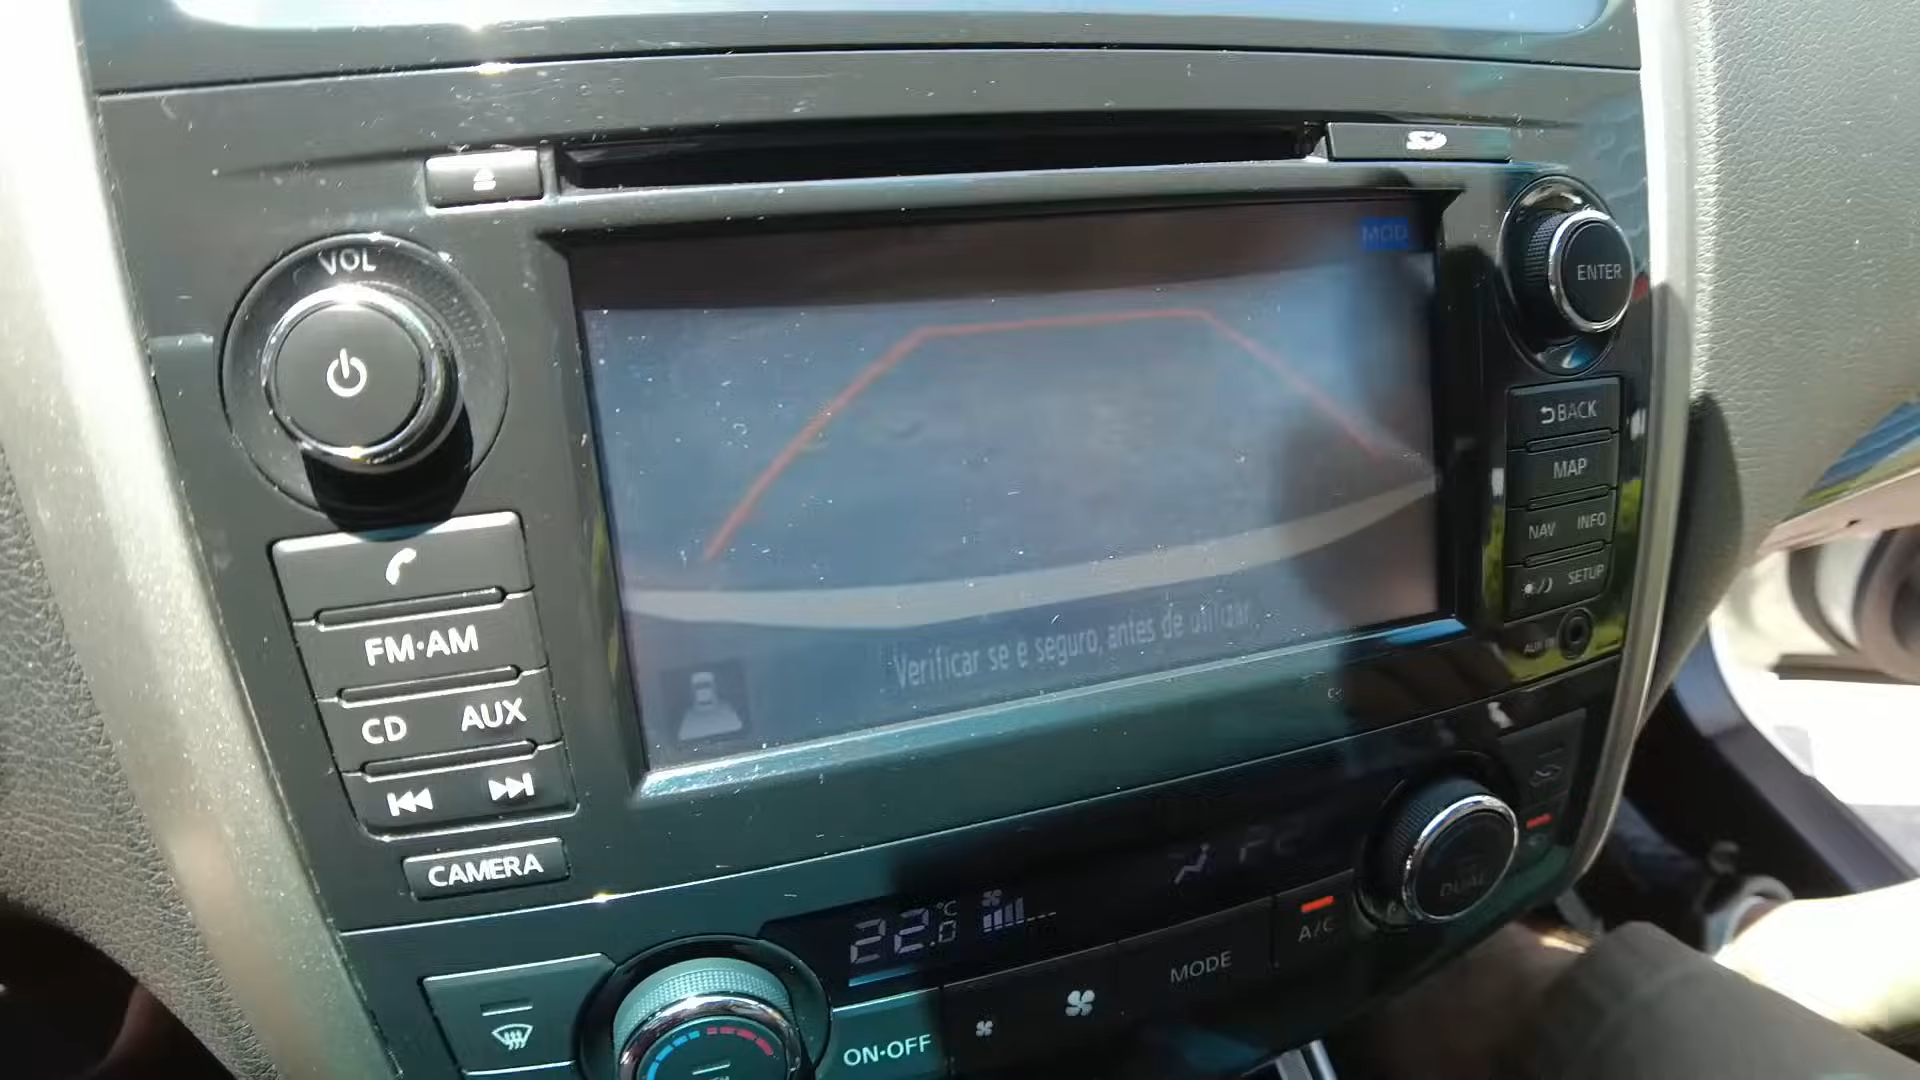 SD
VOL
MOD
ENTER
BACK
MAP
FM·AM
NAV INFO
SETUP
CD AUX
AUX IN
Verificar se e seguro, antes de utilizar.
CAMERA
22.0°C
DUAL
A/C
MODE
ON·OFF